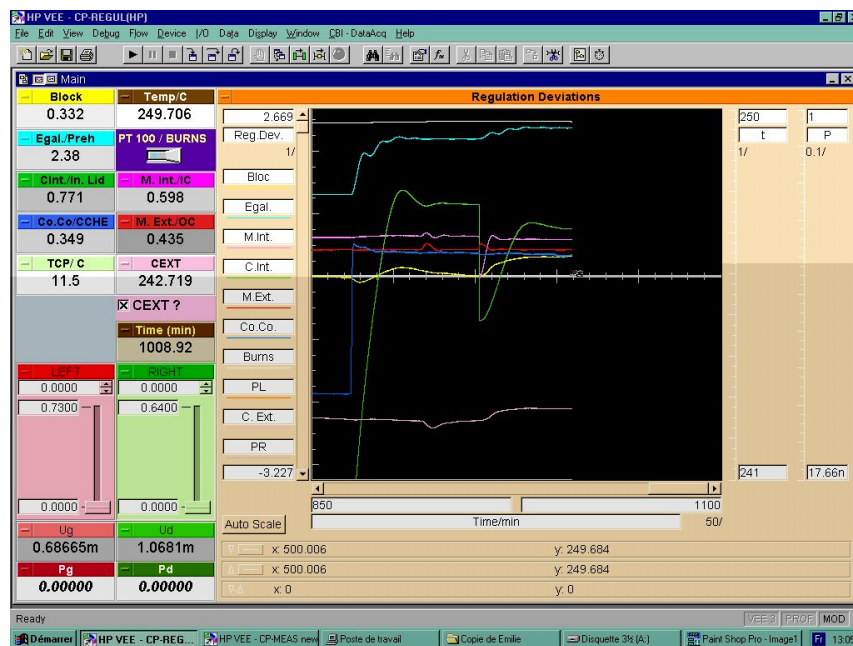 HP VEE - CP-REGUL(HP)
File Edit View Debug Flow Device I/O Data Display Window CBI-DataAcq Help
Main
Block Temp/C Regulation Deviations
0.332 249.706 2.669 250 1
Reg.Dev. t P
Egal./Preh PT 100 / BURNS 1/ 1/ 0.1/
2.38
Bloc
Cint./in. Lid M. Int./IC
0.771 0.598 Egal.
Co.Co/CCHE M. Ext./OC M.Int.
0.349 0.435
C.Int.
TCP/ C CEXT
11.5 242.719
M.Ext.
CEXT ?
Co.Co.
Time (min)
1008.92 Burns
LEFT RIGHT
0.0000 0.0000 PL
0.7300 0.6400
C. Ext.
PR
-3.227 241 17.66n
0.0000 0.0000 850 1100
Auto Scale Time/min 50/
Ug Ud
0.68665m 1.0681m x: 500.006 y: 249.684
Pg Pd x: 500.006 y: 249.684
0.00000 0.00000 x: 0 y: 0
Ready VEE 3 PROF MOD
Démarrer HP VEE - CP-REG... HP VEE - CP-MEAS new Poste de travail Copie de Emilie Disquette 3½ (A:) Paint Shop Pro - Image1 Fr 13:05